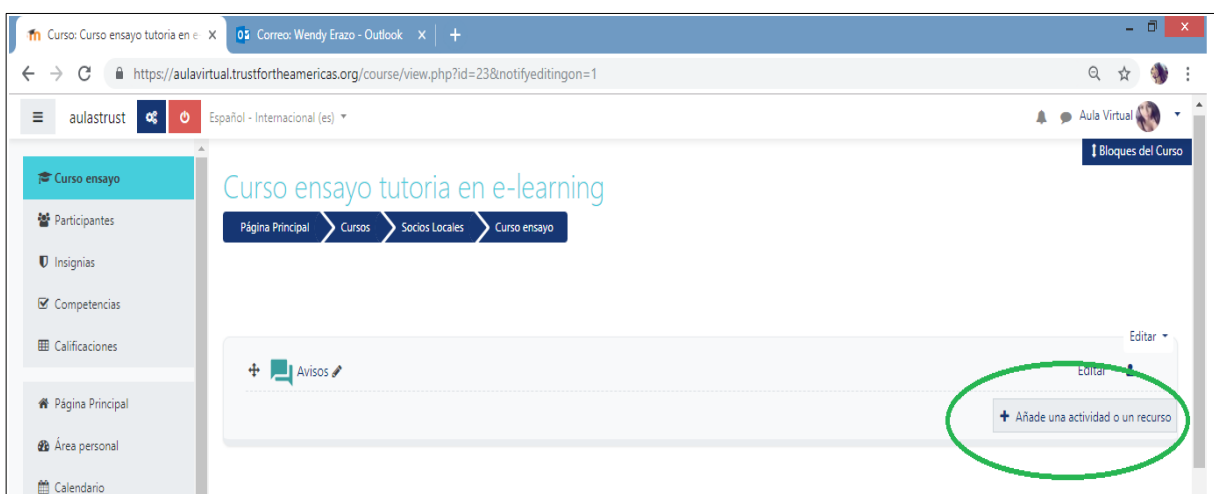 Curso: Curso ensayo tutoria en e-
Correo: Wendy Erazo - Outlook
https://aulavirtual.trustfortheamericas.org/course/view.php?id=23&notifyeditingon=1
aulastrust
Español - Internacional (es)
Aula Virtual
Bloques del Curso
Curso ensayo
Participantes
Insignias
Competencias
Calificaciones
Página Principal
Área personal
Calendario
Curso ensayo tutoria en e-learning
Página Principal Cursos Socios Locales Curso ensayo
Editar
Avisos Editar
+ Añade una actividad o un recurso